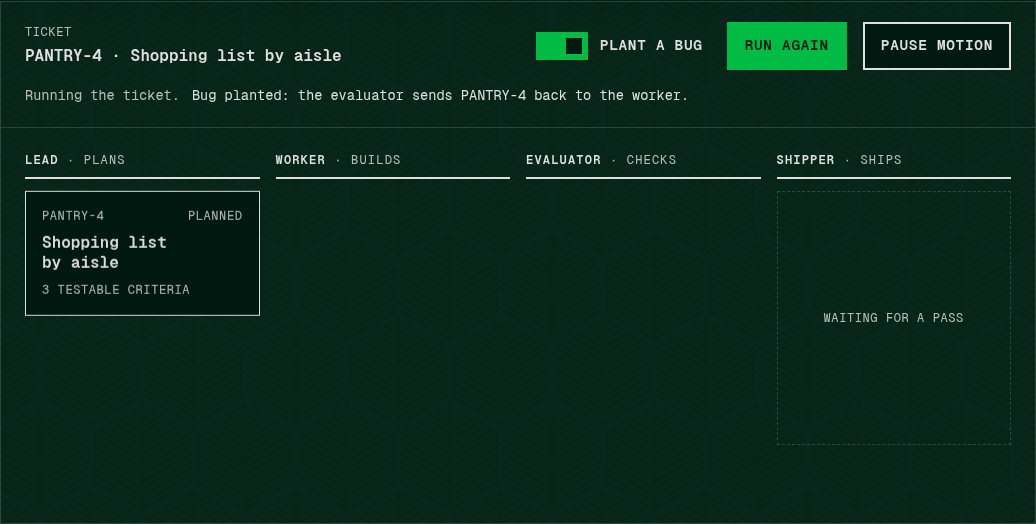 TICKET
PANTRY-4 · Shopping list by aisle
PLANT A BUG
RUN AGAIN
PAUSE MOTION
Running the ticket. Bug planted: the evaluator sends PANTRY-4 back to the worker.
LEAD · PLANS
WORKER · BUILDS
EVALUATOR · CHECKS
SHIPPER · SHIPS
PANTRY-4 PLANNED
Shopping list
by aisle
3 TESTABLE CRITERIA
WAITING FOR A PASS